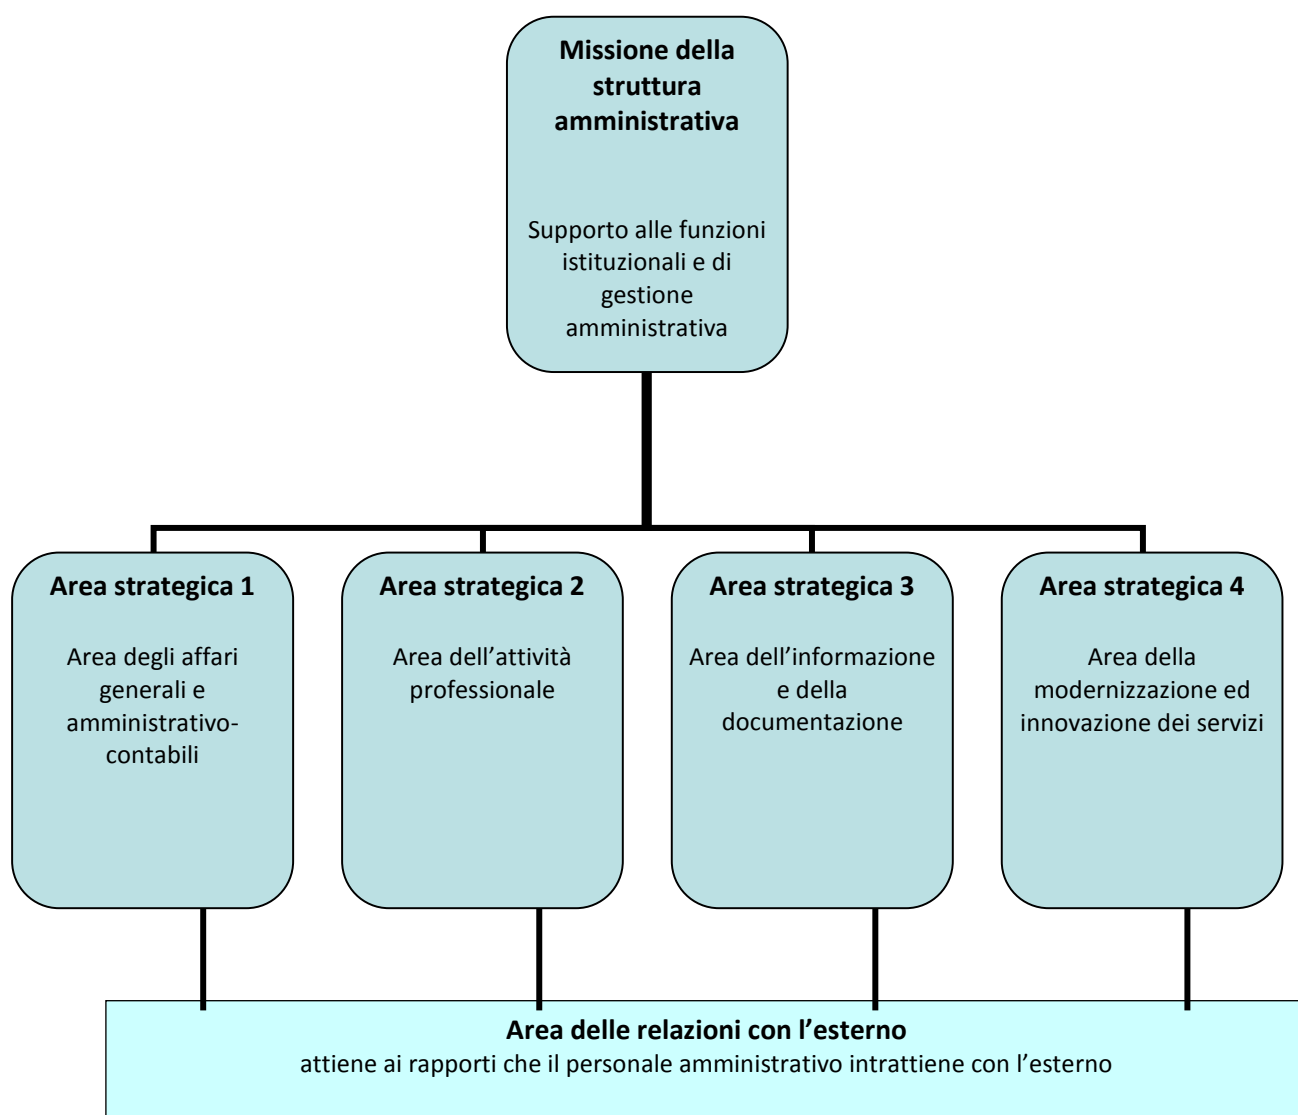 Missione della
struttura
amministrativa
Supporto alle funzioni
istituzionali e di
gestione
amministrativa
Area strategica 1
Area degli affari
generali e
amministrativo-
contabili
Area strategica 2
Area dell’attività
professionale
Area strategica 3
Area dell’informazione
e della
documentazione
Area strategica 4
Area della
modernizzazione ed
innovazione dei servizi
Area delle relazioni con l’esterno
attiene ai rapporti che il personale amministrativo intrattiene con l’esterno